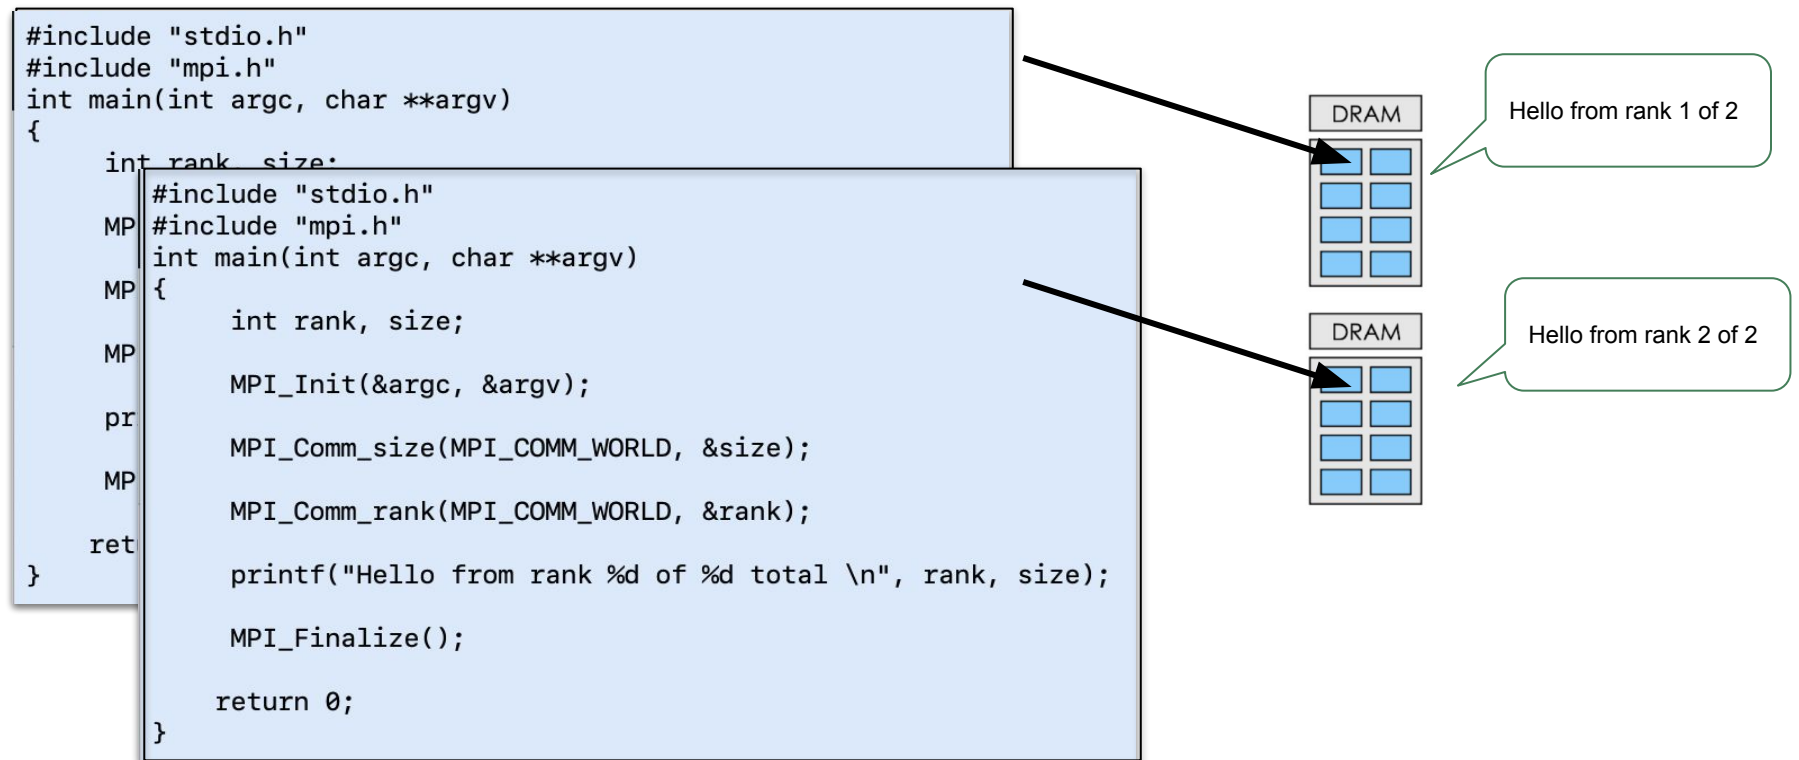 #include "stdio.h"
#include "mpi.h"
int main(int argc, char **argv)
{
int rank, size;
MP
MP
MP
pr
MP
ret
}
#include "stdio.h"
#include "mpi.h"
int main(int argc, char **argv)
{
int rank, size;
MPI_Init(&argc, &argv);
MPI_Comm_size(MPI_COMM_WORLD, &size);
MPI_Comm_rank(MPI_COMM_WORLD, &rank);
printf("Hello from rank %d of %d total \n", rank, size);
MPI_Finalize();
return 0;
}
DRAM
Hello from rank 1 of 2
DRAM
Hello from rank 2 of 2